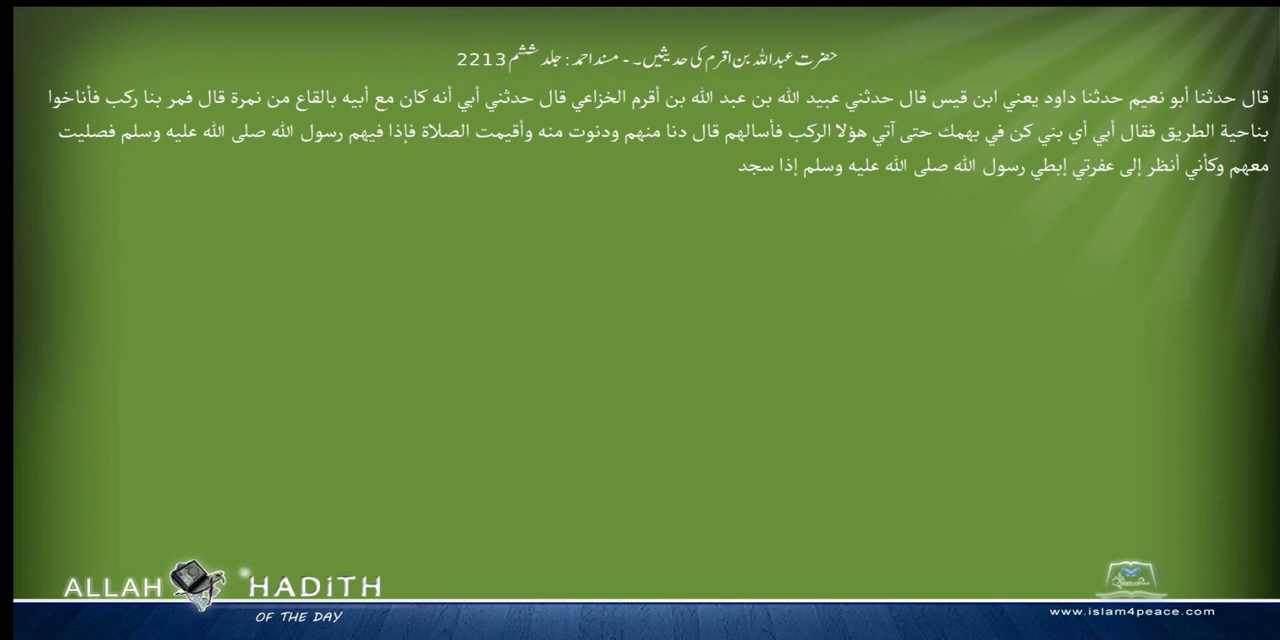 حضرت عبداللہ بن اقرم کی حدیثیں۔ - مسند احمد : جلد ششم 2213
قال حدثنا أبو نعيم حدثنا داود يعني ابن قيس قال حدثني عبيد الله بن عبد الله بن أقرم الخزاعي قال حدثني أبي أنه كان مع أبيه بالقاع من نمرة قال فمر بنا ركب فأناخوا
بناحية الطريق فقال أبي أي بني كن في بهمك حتى آتي هؤلا الركب فأسالهم قال دنا منهم ودنوت منه وأقيمت الصلاة فإذا فيهم رسول الله صلى الله عليه وسلم فصليت
معهم وكأني أنظر إلى عفرتي إبطي رسول الله صلى الله عليه وسلم إذا سجد
ALLAH HADITH
OF THE DAY
www.islam4peace.com